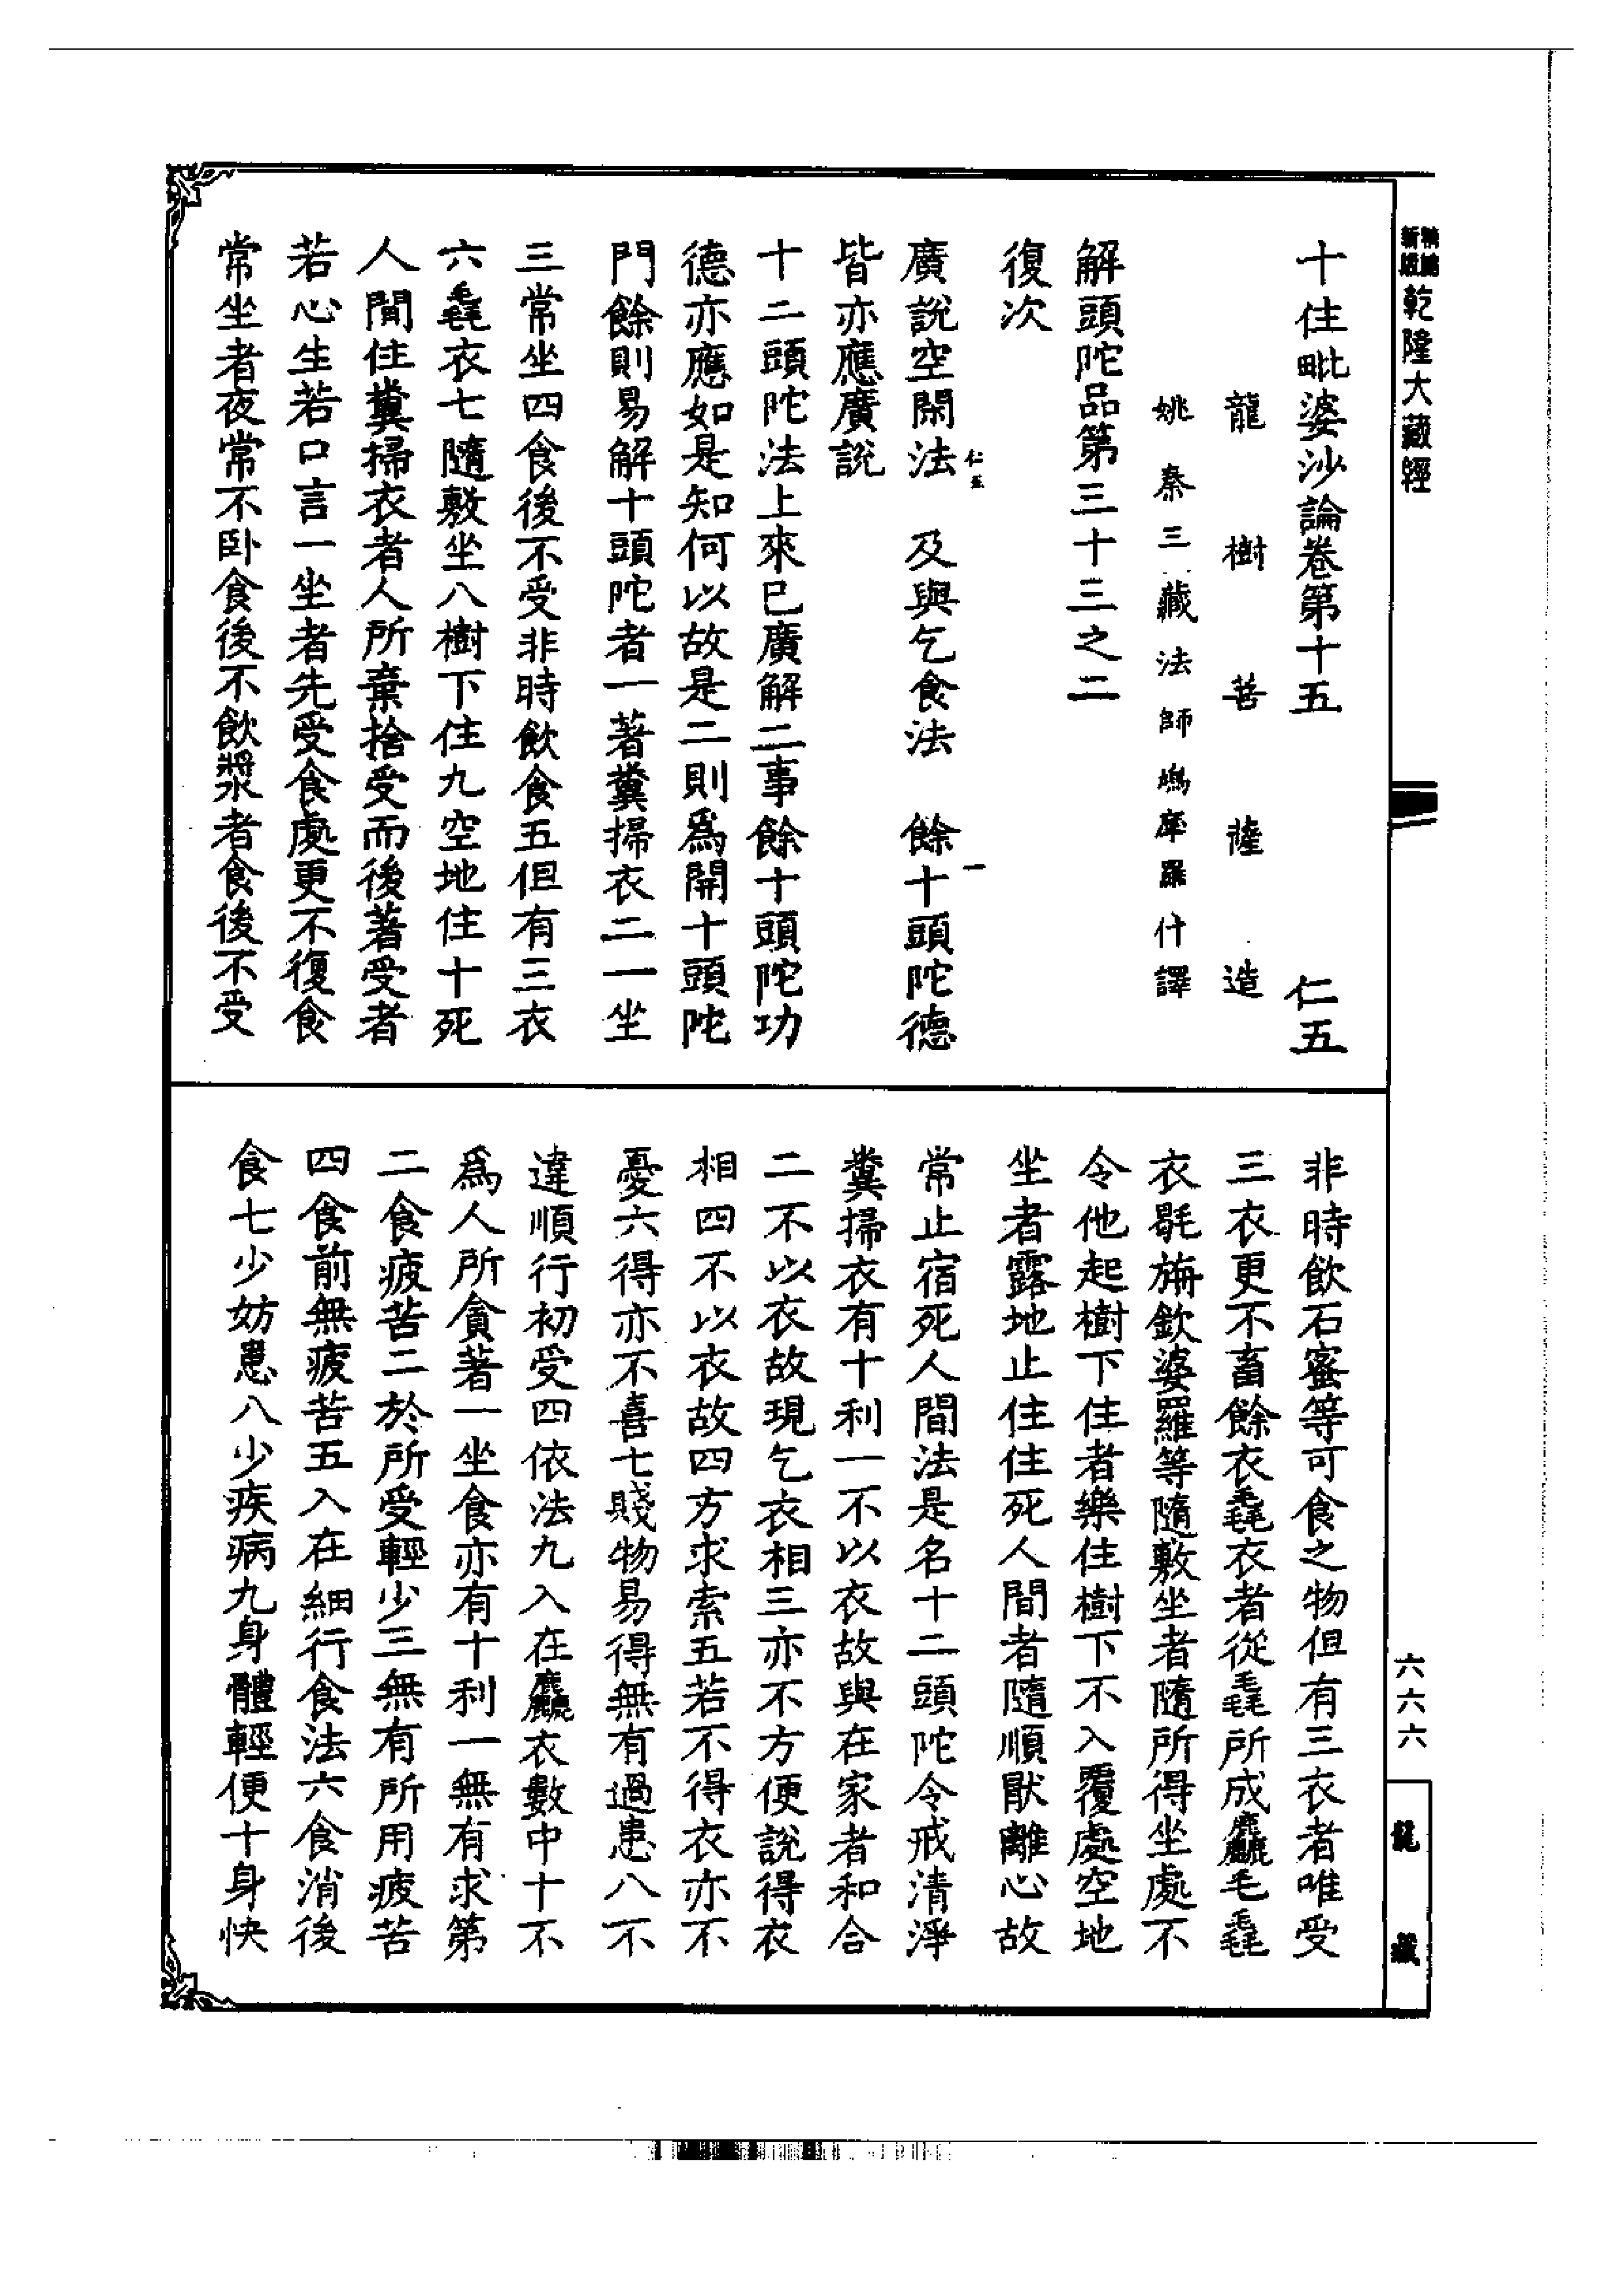 新版
乾隆大藏經
十住毗婆沙論卷第十五 仁五
龍樹菩薩造
姚秦三藏法師鳩摩羅什譯
解頭陀品第三十三之二
復次
仁五 一
廣說空閑法 及與乞食法 餘十頭陀德
皆亦應廣說
十二頭陀法上來已廣解二事餘十頭陀功
德亦應如是知何以故是二則為開十頭陀
門餘則易解十頭陀者一著糞掃衣二一坐
三常坐四食後不受非時飲食五但有三衣
六毳衣七隨敷坐八樹下住九空地住十死
人間住糞掃衣者人所棄捨受而後著受者
若心生若口言一坐者先受食處更不復食
常坐者夜常不臥食後不飲漿者食後不受
非時飲石蜜等可食之物但有三衣者唯受
三衣更不畜餘衣毳衣者從毳所成麤毛毳
衣毾㲪欽婆羅等隨敷坐者隨所得坐處不
令他起樹下住者樂住樹下不入覆處空地
坐者露地止住住死人間者隨順猒離心故
常止宿死人間法是名十二頭陀令戒清淨
糞掃衣有十利一不以衣故與在家者和合
二不以衣故現乞衣相三亦不方便說得衣
相四不以衣故四方求索五若不得衣亦不
憂六得亦不喜七賤物易得無有過患八不
違順行初受四依法九入在麤衣數中十不
為人所貪著一坐食亦有十利一無有求第
二食疲苦二於所受輕少三無有所用疲苦
四食前無疲苦五入在細行食法六食消後
食七少妨患八少疾病九身體輕便十身快
六六六
龍藏